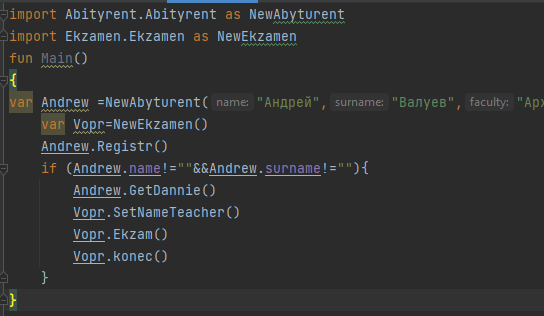 import Abityrent.Abityrent as NewAbyturent
import Ekzamen.Ekzamen as NewEkzamen
fun Main()
{
var Andrew =NewAbyturent( name: "Андрей", surname: "Валуев", faculty: "Арх
    var Vopr=NewEkzamen()
    Andrew.Registr()
    if (Andrew.name!=""&&Andrew.surname!=""){
        Andrew.GetDannie()
        Vopr.SetNameTeacher()
        Vopr.Ekzam()
        Vopr.konec()
    }
}